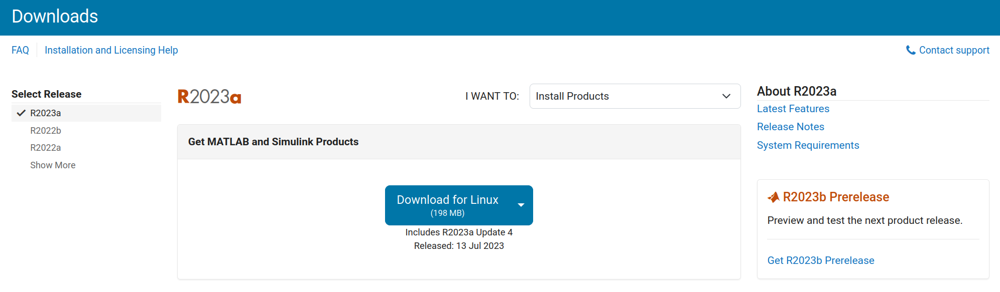 Downloads
FAQ
Installation and Licensing Help
Contact support
Select Release
R2023a
R2022b
R2022a
Show More
R2023a
I WANT TO:
Install Products
Get MATLAB and Simulink Products
Download for Linux
(198 MB)
Includes R2023a Update 4
Released: 13 Jul 2023
About R2023a
Latest Features
Release Notes
System Requirements
R2023b Prerelease
Preview and test the next product release.
Get R2023b Prerelease